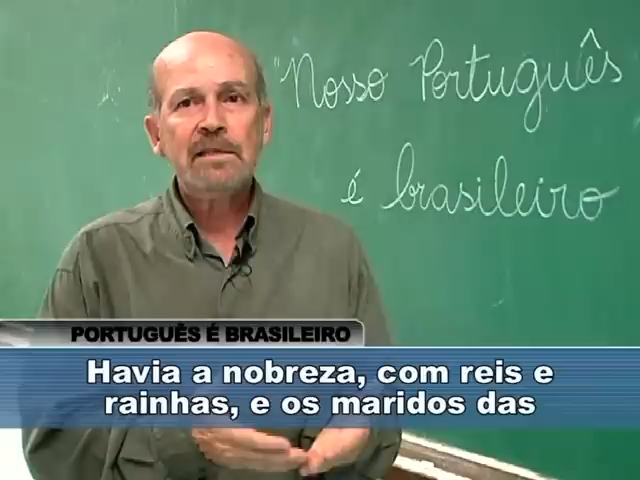 "Nosso Português
é brasileiro
PORTUGUÊS É BRASILEIRO
Havia a nobreza, com reis e
rainhas, e os maridos das